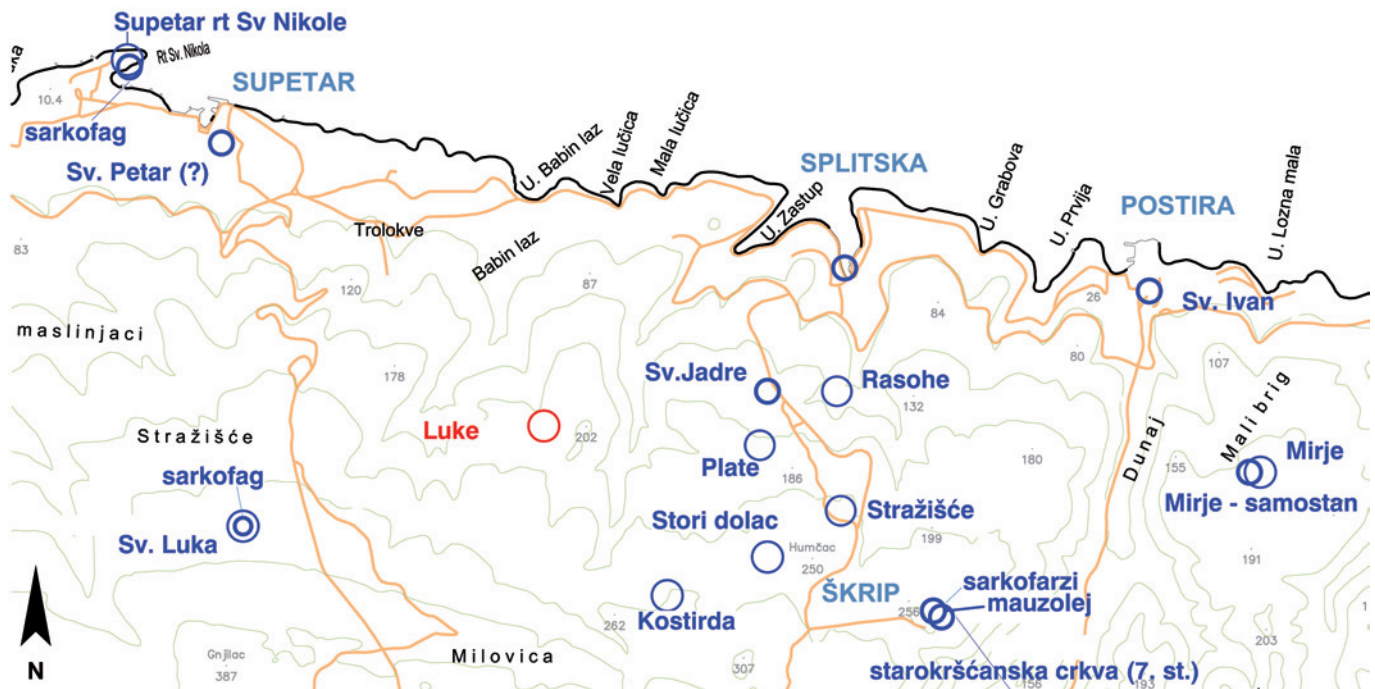 Supetar rt Sv Nikole
Rt Sv. Nikola
10.4
sarkofag
SUPETAR
Sv. Petar (?)
U. Babin laz
Vela lučica
Mala lučica
SPLITSKA
U. Zastup
U. Grabova
U. Prvija
POSTIRA
U. Lozna mala
Trolokve
Babin laz
83
120
87
84
26
Sv. Ivan
80
107
maslinjaci
178
Sv.Jadre
Rasohe
132
Luke
202
Stražišće
sarkofag
Plate
186
180
Dunaj
155
Mali brig
Mirje
Mirje - samostan
Sv. Luka
Stori dolac
Stražišće
199
Humčac
250
191
ŠKRIP
sarkofarzi
256
mauzolej
Kostirda
262
203
N
Gnjilac
387
Milovica
307
starokršćanska crkva (7. st.)
156
193